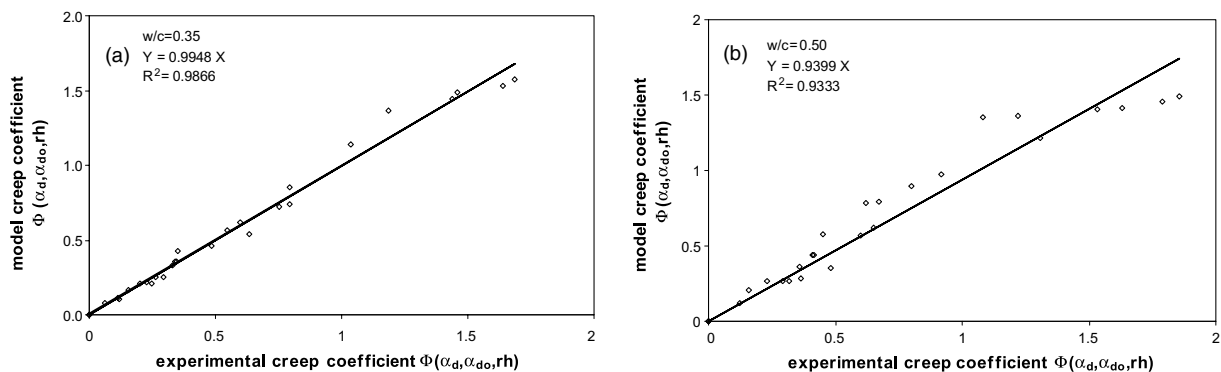 (a)
w/c=0.35
Y = 0.9948 X
R²= 0.9866
model creep coefficient
Φ (αd,αdo,rh)
2.0
1.5
1.0
0.5
0.0
0
0.5
1
1.5
2
experimental creep coefficient Φ(αd,αdo,rh)
(b)
w/c=0.50
Y = 0.9399 X
R²= 0.9333
model creep coefficient
Φ (αd,αdo,rh)
2
1.5
1
0.5
0
0
0.5
1
1.5
2
experimental creep coefficient Φ(αd,αdo,rh)